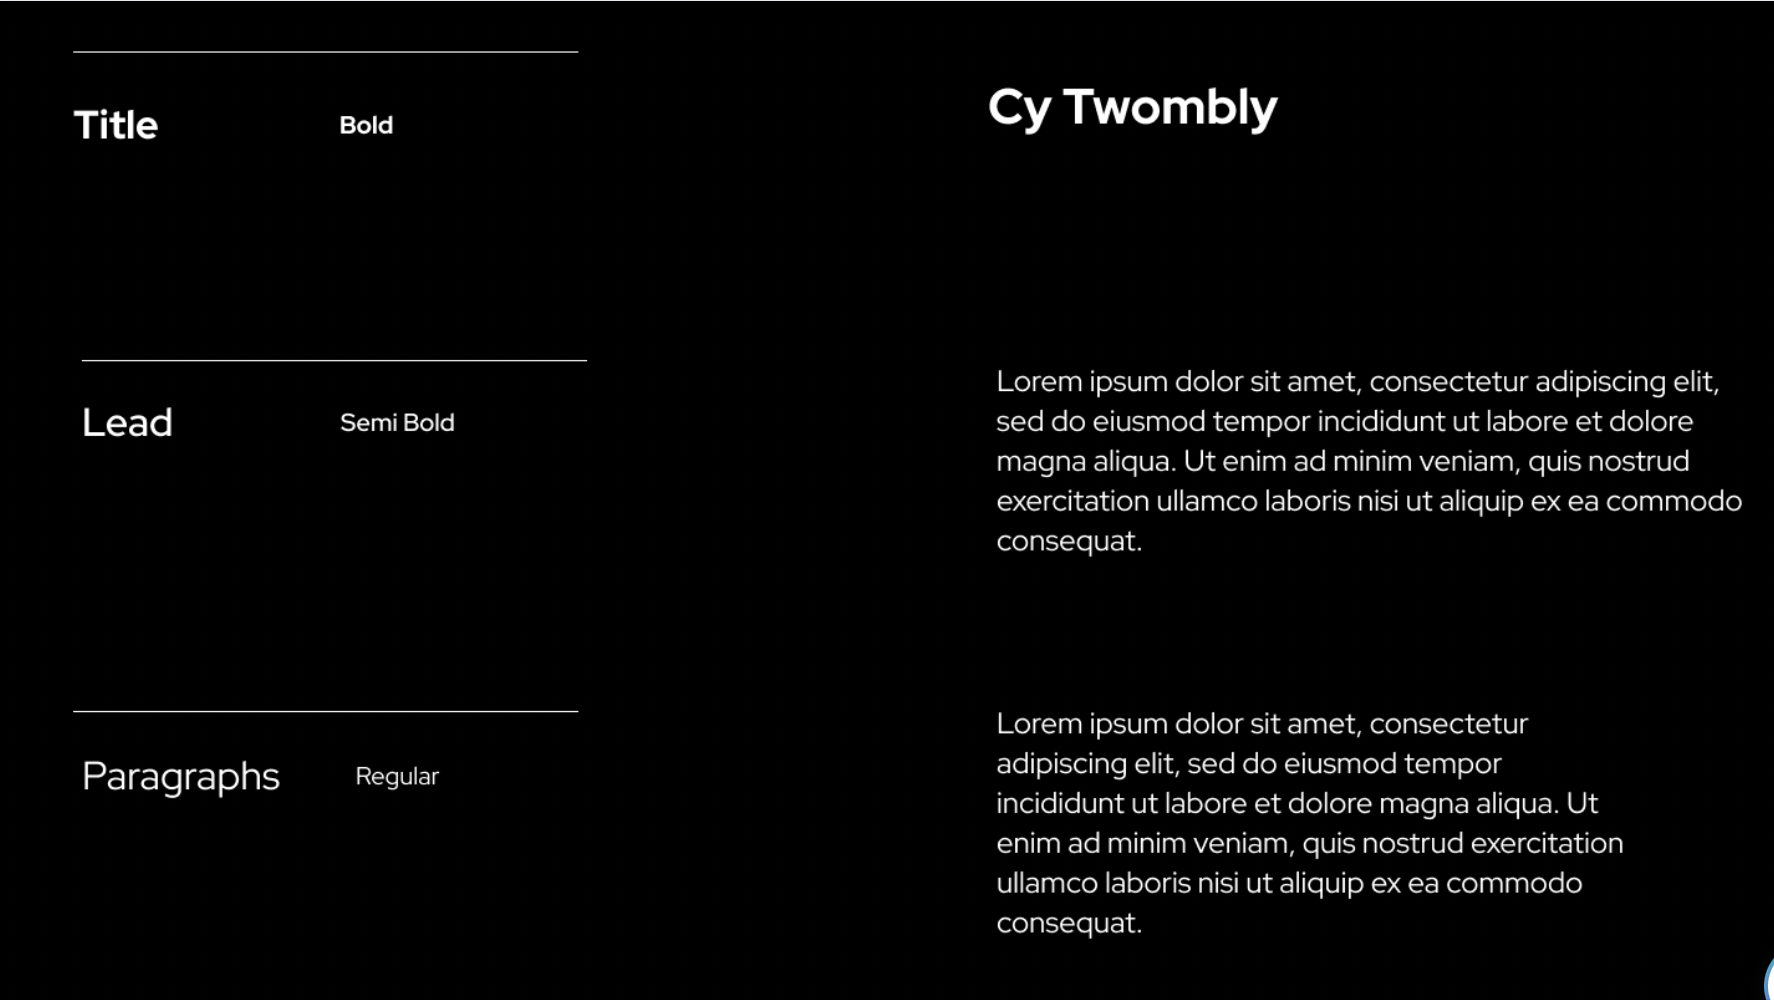 Title Bold
Cy Twombly
Lead Semi Bold
Lorem ipsum dolor sit amet, consectetur adipiscing elit,
sed do eiusmod tempor incididunt ut labore et dolore
magna aliqua. Ut enim ad minim veniam, quis nostrud
exercitation ullamco laboris nisi ut aliquip ex ea commodo
consequat.
Paragraphs Regular
Lorem ipsum dolor sit amet, consectetur
adipiscing elit, sed do eiusmod tempor
incididunt ut labore et dolore magna aliqua. Ut
enim ad minim veniam, quis nostrud exercitation
ullamco laboris nisi ut aliquip ex ea commodo
consequat.